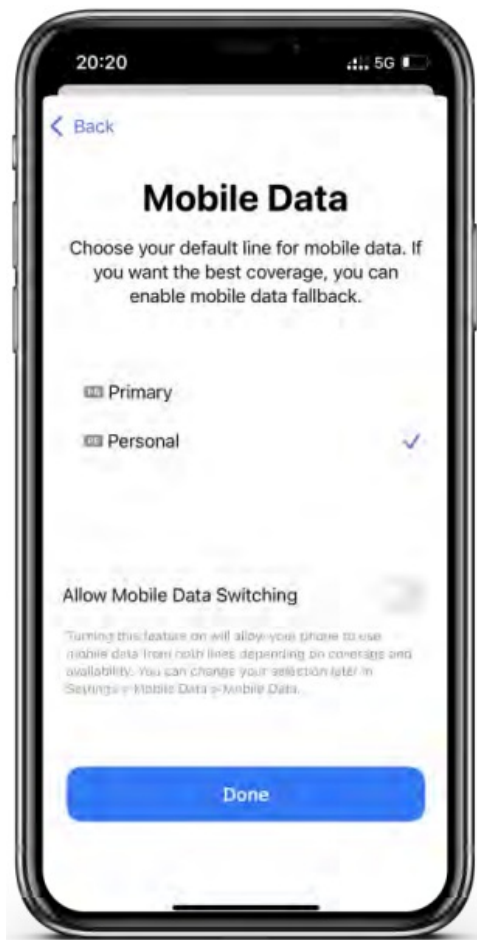 20:20
5G
Back
Mobile Data
Choose your default line for mobile data. If
you want the best coverage, you can
enable mobile data fallback.
Primary
Personal
Allow Mobile Data Switching
Turning this feature on will allow your phone to use
mobile data from both lines depending on coverage and
availability. You can change your selection later in
Settings > Mobile Data > Mobile Data.
Done